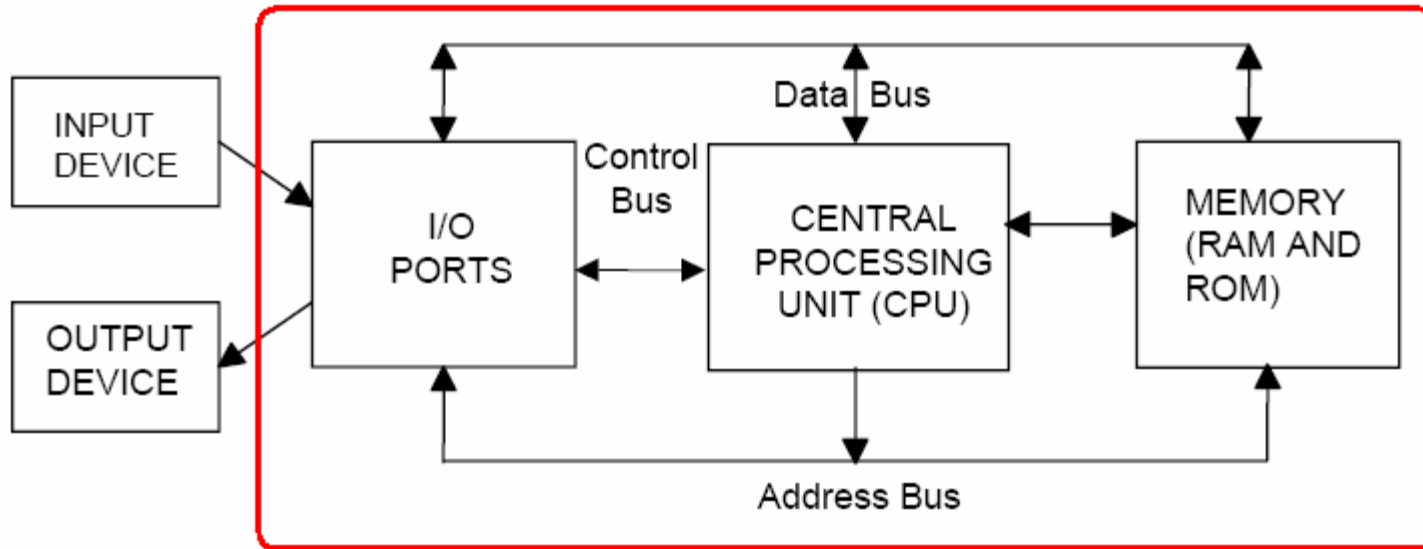 INPUT
DEVICE
OUTPUT
DEVICE
I/O
PORTS
Control
Bus
Data Bus
CENTRAL
PROCESSING
UNIT (CPU)
MEMORY
(RAM AND
ROM)
Address Bus